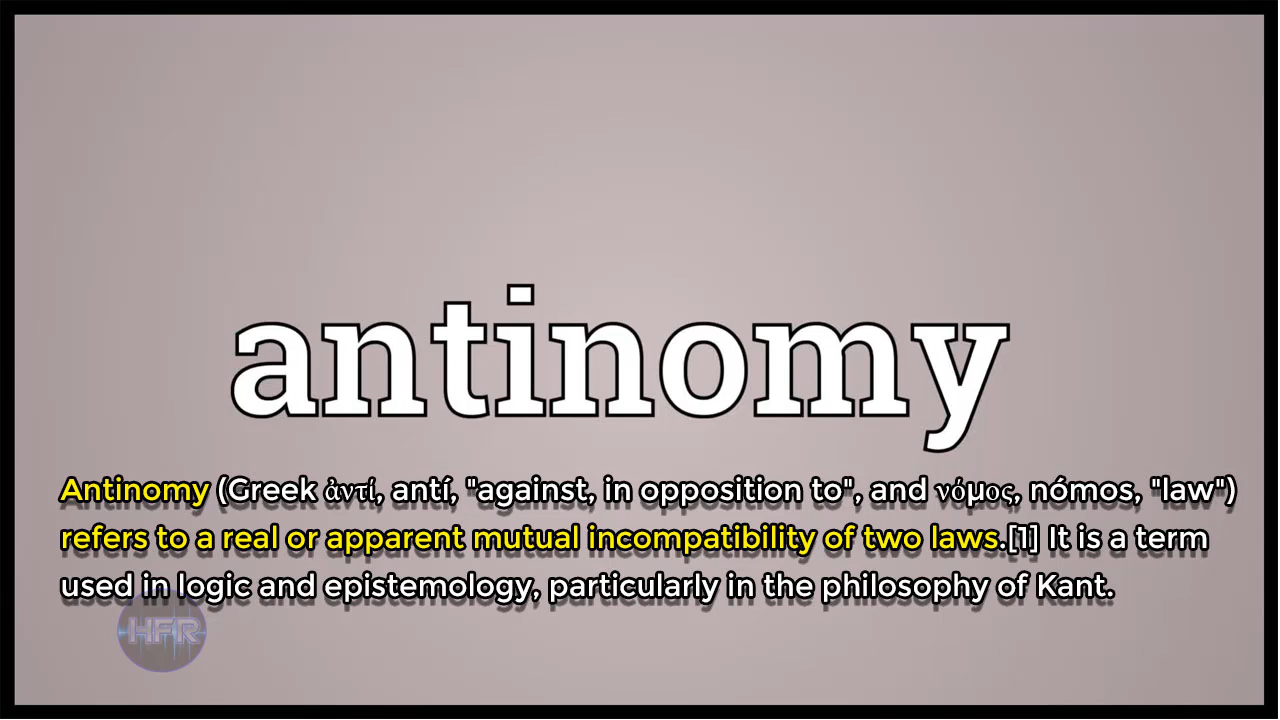 antinomy
Antinomy (Greek ἀντί, antí, "against, in opposition to", and νόμος, nómos, "law")
refers to a real or apparent mutual incompatibility of two laws.[1] It is a term
used in logic and epistemology, particularly in the philosophy of Kant.
HFR